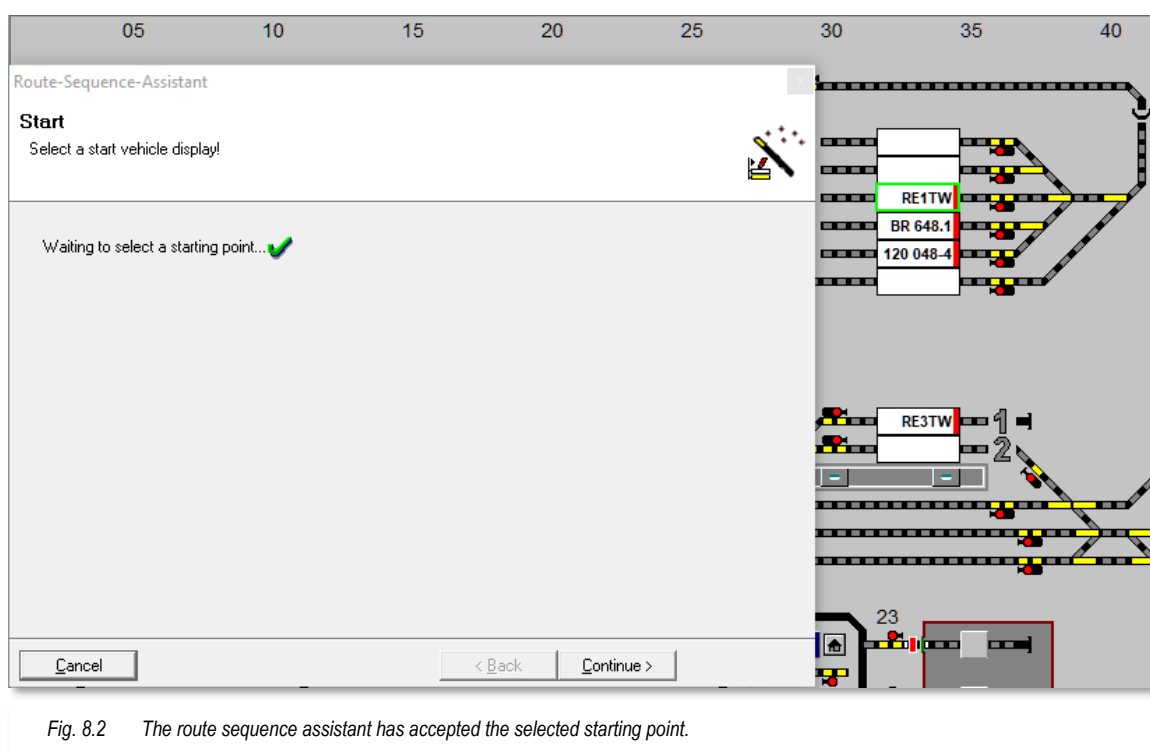 05 10 15 20 25 30 35 40
Route-Sequence-Assistant
x
Start
Select a start vehicle display!
Waiting to select a starting point...
RE1TW
BR 648.1
120 048-4
RE3TW
1
2
23
Cancel
< Back
Continue >
Fig. 8.2 The route sequence assistant has accepted the selected starting point.